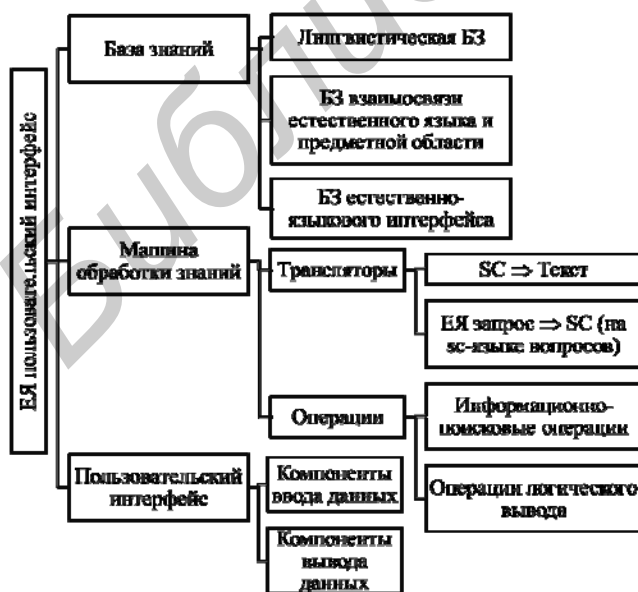 ЕЯ пользовательский интерфейс
База знаний
Лингвистическая БЗ
БЗ взаимосвязи
естественного языка и
предметной области
БЗ естественно-
языкового интерфейса
Машина
обработки знаний
Трансляторы
SC ⇒ Текст
ЕЯ запрос ⇒ SC (на
sc-языке вопросов)
Операции
Информационно-
поисковые операции
Операции логического
вывода
Пользовательский
интерфейс
Компоненты
ввода данных
Компоненты
вывода
данных
Библи